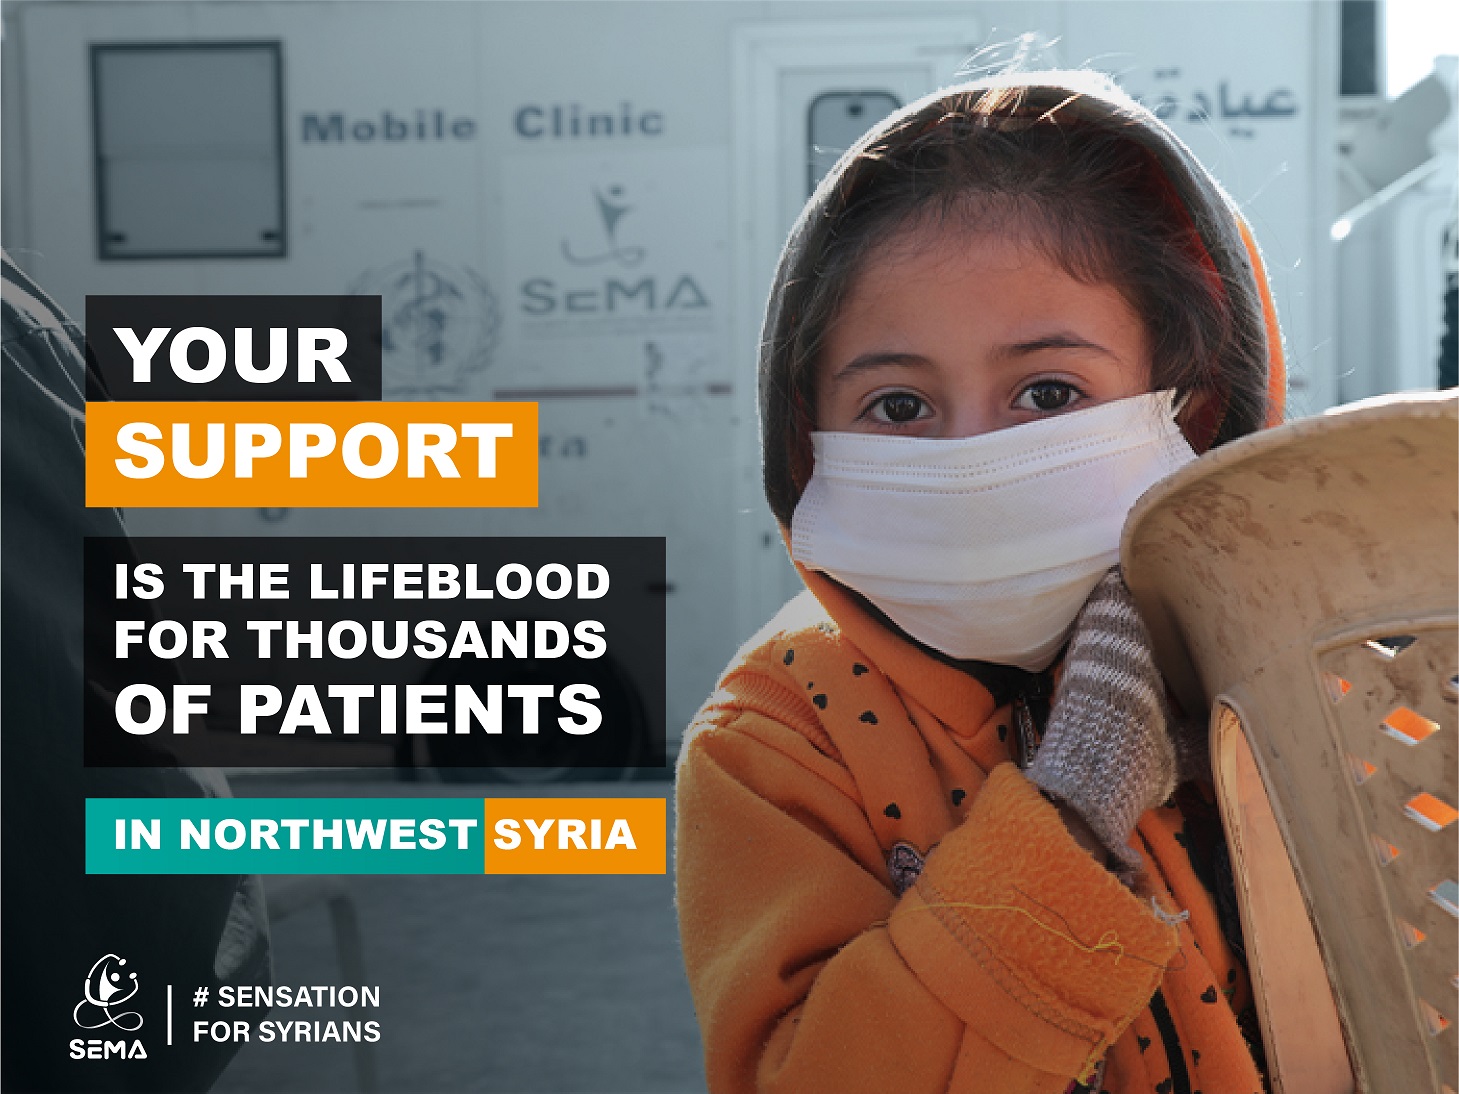 Mobile Clinic
عيادة
SEMA
YOUR
SUPPORT
IS THE LIFEBLOOD
FOR THOUSANDS
OF PATIENTS
IN NORTHWEST SYRIA
SEMA
# SENSATION
FOR SYRIANS